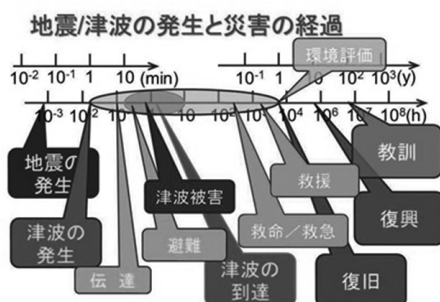 地震/津波の発生と災害の経過
環境評価
10⁻² 10⁻¹ 1 10 (min)
10⁻¹ 1 10² 10³(y)
10⁻³ 10⁻² 10² 10⁴ 10⁶ 10⁷ 10⁸(h)
地震の
発生
津波被害
救援
教訓
津波の
発生
避難
救命/救急
復興
伝達
津波の
到達
復旧